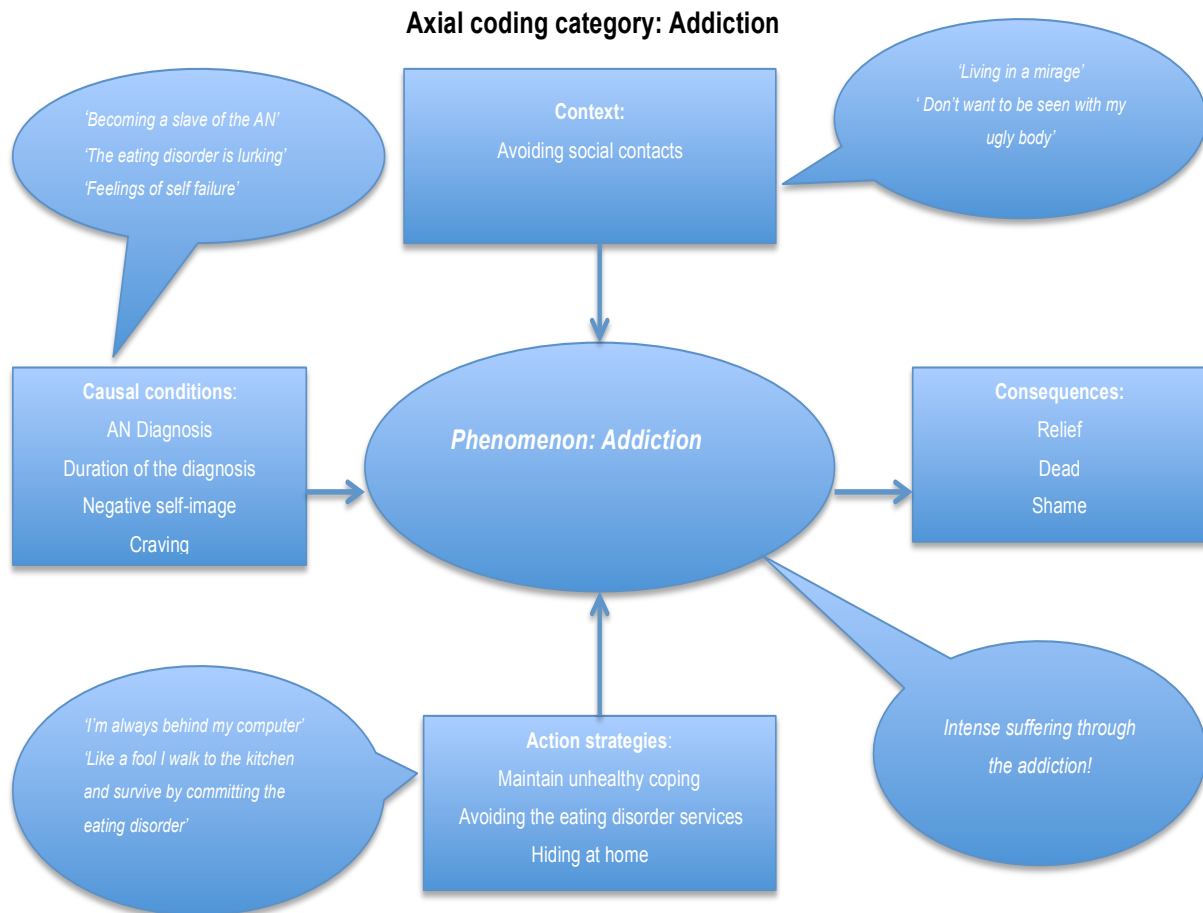 Axial coding category: Addiction
'Living in a mirage'
' Don't want to be seen with my
ugly body'
'Becoming a slave of the AN'
'The eating disorder is lurking'
'Feelings of self failure'
Context:
Avoiding social contacts
Causal conditions:
AN Diagnosis
Duration of the diagnosis
Negative self-image
Craving
Phenomenon: Addiction
Consequences:
Relief
Dead
Shame
'I'm always behind my computer'
'Like a fool I walk to the kitchen
and survive by committing the
eating disorder'
Action strategies:
Maintain unhealthy coping
Avoiding the eating disorder services
Hiding at home
Intense suffering through
the addiction!